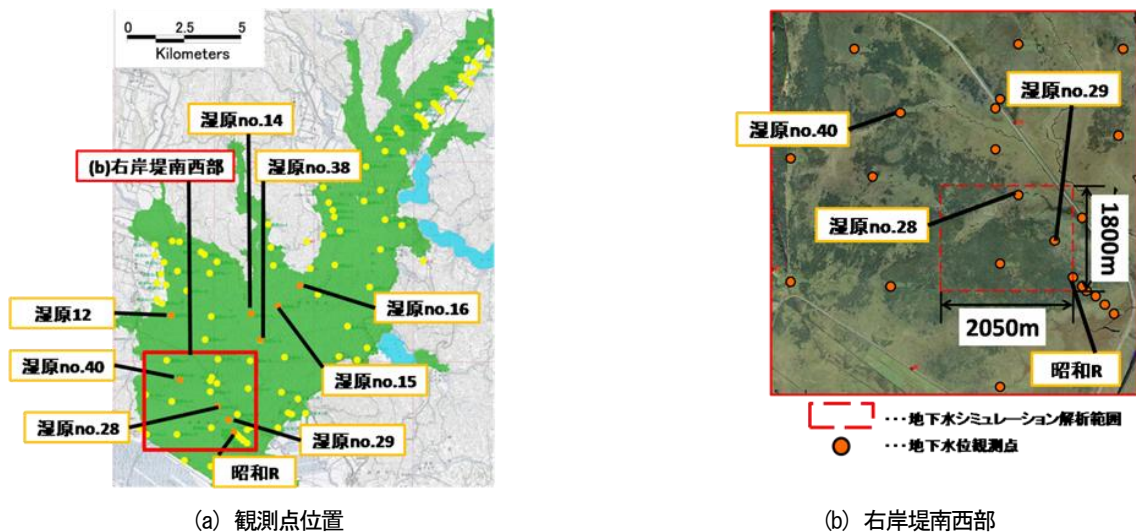 0 2.5 5
Kilometers
湿原no.14
(b)右岸堤南西部
湿原no.38
湿原no.16
湿原12
湿原no.40
湿原no.15
湿原no.28
湿原no.29
昭和R
(a) 観測点位置
湿原no.29
湿原no.40
湿原no.28
1800m
2050m
昭和R
･･･地下水シミュレーション解析範囲
･･･地下水位観測点
(b) 右岸堤南西部